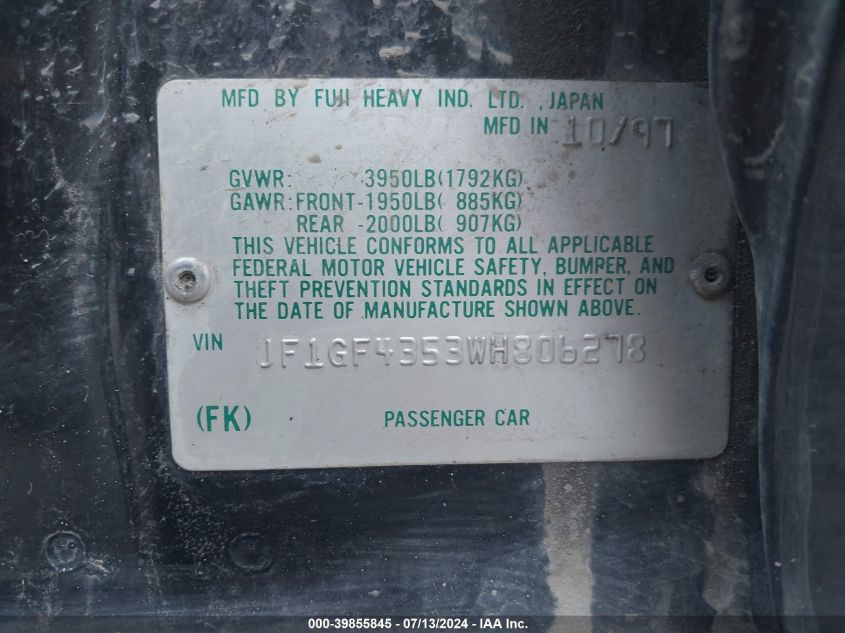 MFD BY FUJI HEAVY IND. LTD. , JAPAN
MFD IN 10/97
GVWR: 3950LB(1792KG)
GAWR:FRONT-1950LB( 885KG)
REAR -2000LB( 907KG)
THIS VEHICLE CONFORMS TO ALL APPLICABLE
FEDERAL MOTOR VEHICLE SAFETY, BUMPER, AND
THEFT PREVENTION STANDARDS IN EFFECT ON
THE DATE OF MANUFACTURE SHOWN ABOVE.
VIN JF1GF4353WH806278
(FK) PASSENGER CAR
000-39855845 - 07/13/2024 - IAA Inc.